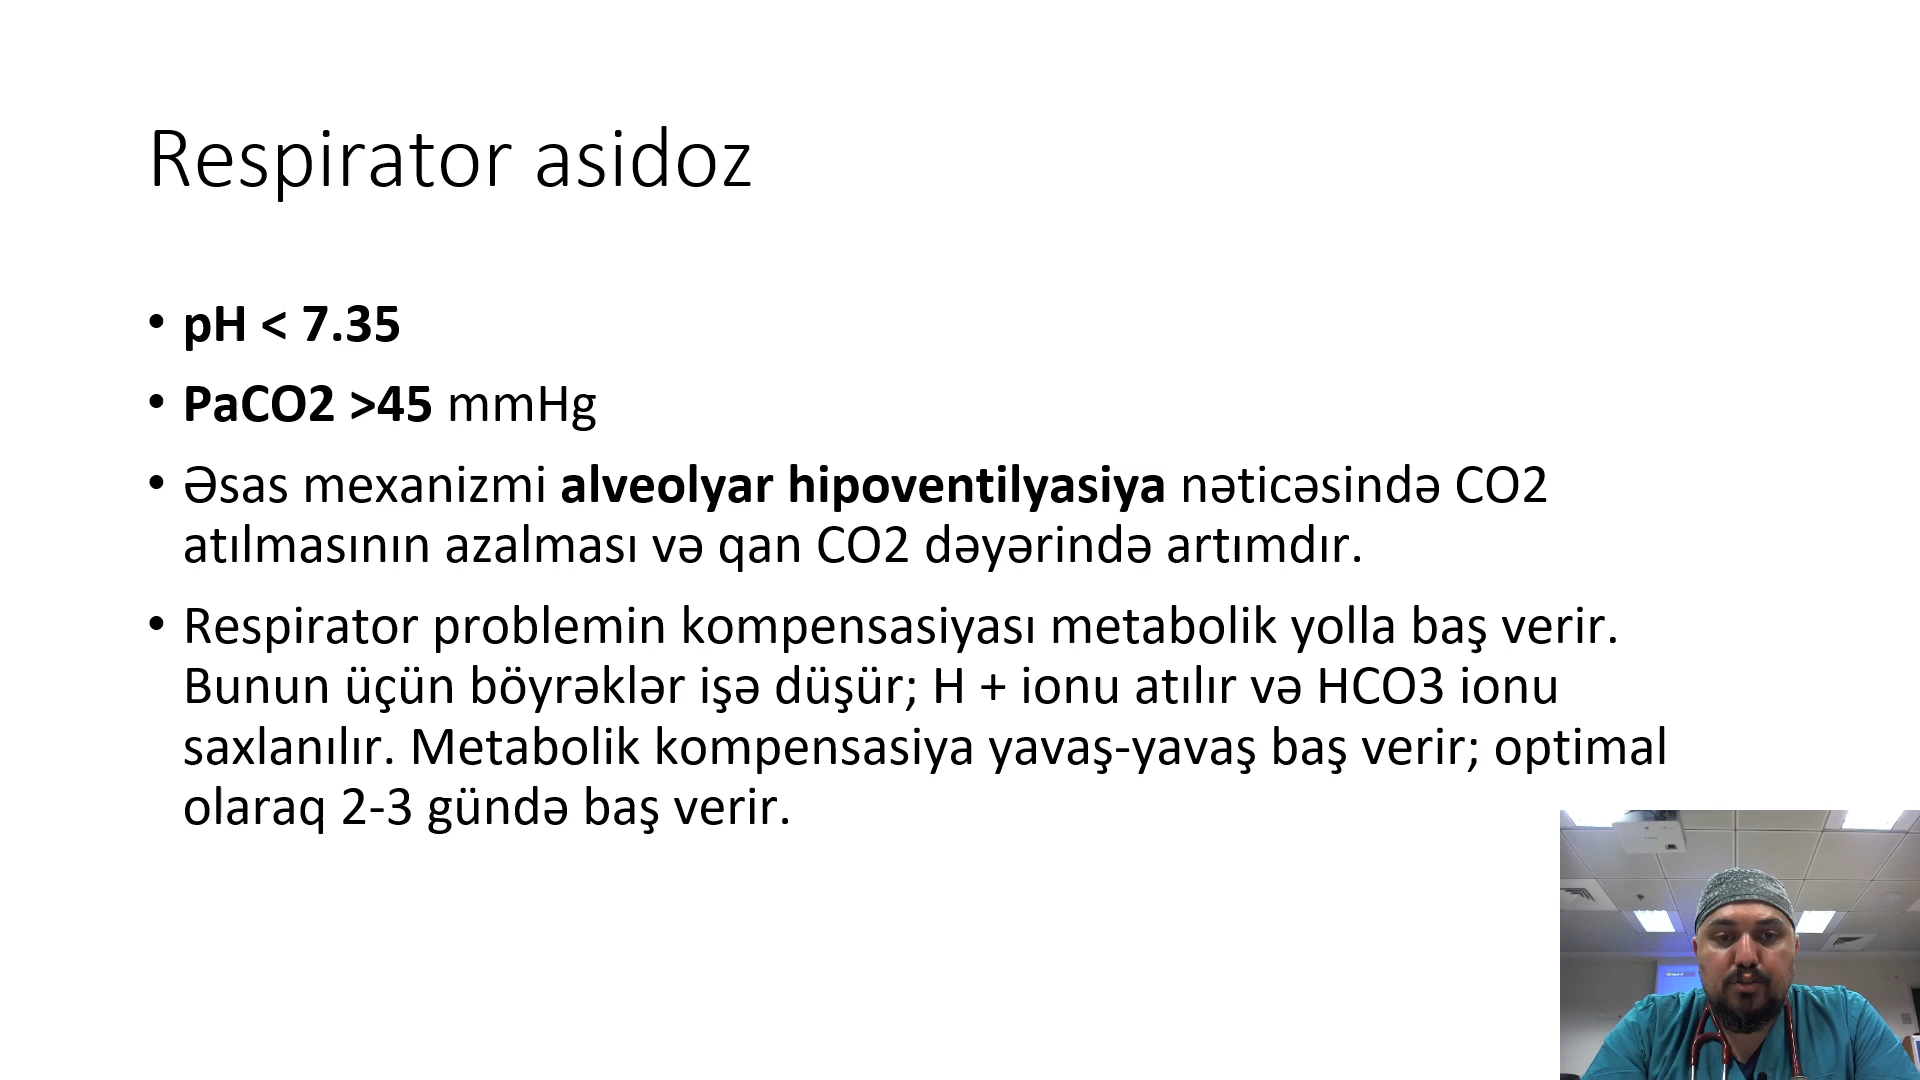 Respirator asidoz
• pH < 7.35
• PaCO2 >45 mmHg
• Əsas mexanizmi alveolyar hipoventilyasiya nəticəsində CO2
atılmasının azalması və qan CO2 dəyərində artımdır.
• Respirator problemin kompensasiyası metabolik yolla baş verir.
Bunun üçün böyrəklər işə düşür; H + ionu atılır və HCO3 ionu
saxlanılır. Metabolik kompensasiya yavaş-yavaş baş verir; optimal
olaraq 2-3 gündə baş verir.